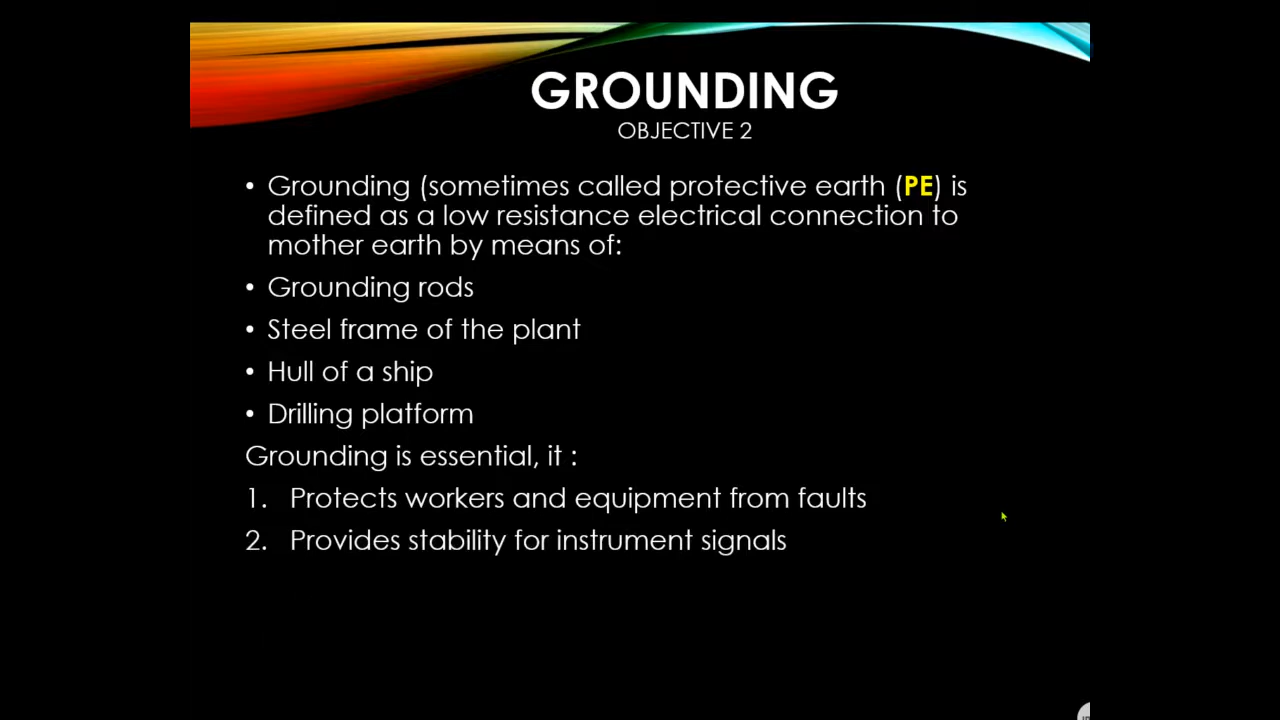 GROUNDING
OBJECTIVE 2
• Grounding (sometimes called protective earth (PE) is
defined as a low resistance electrical connection to
mother earth by means of:
• Grounding rods
• Steel frame of the plant
• Hull of a ship
• Drilling platform
Grounding is essential, it :
1. Protects workers and equipment from faults
2. Provides stability for instrument signals